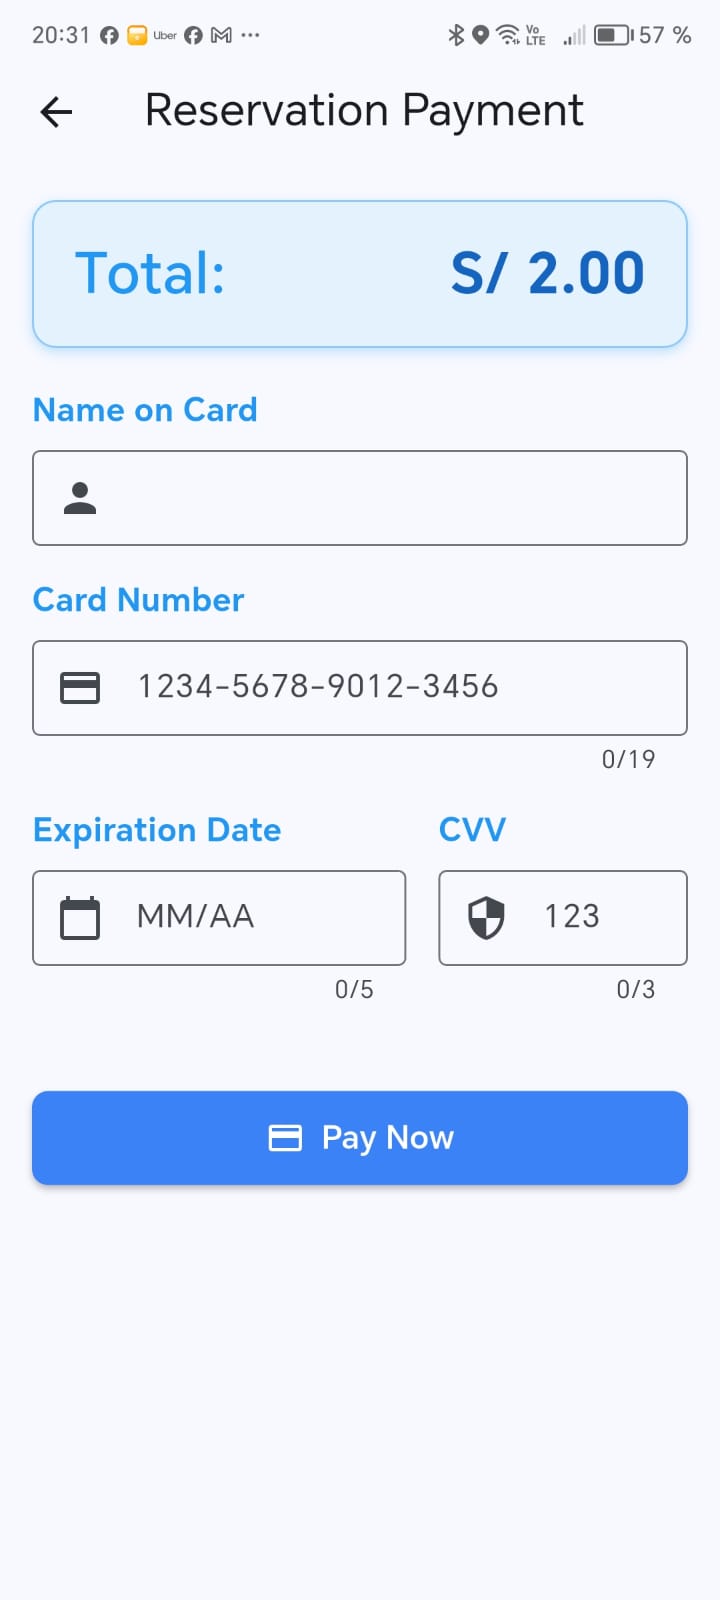 20:31 Uber ... Vo LTE 57 %
Reservation Payment
Total: S/ 2.00
Name on Card
Card Number
1234-5678-9012-3456
0/19
Expiration Date CVV
MM/AA 123
0/5 0/3
Pay Now